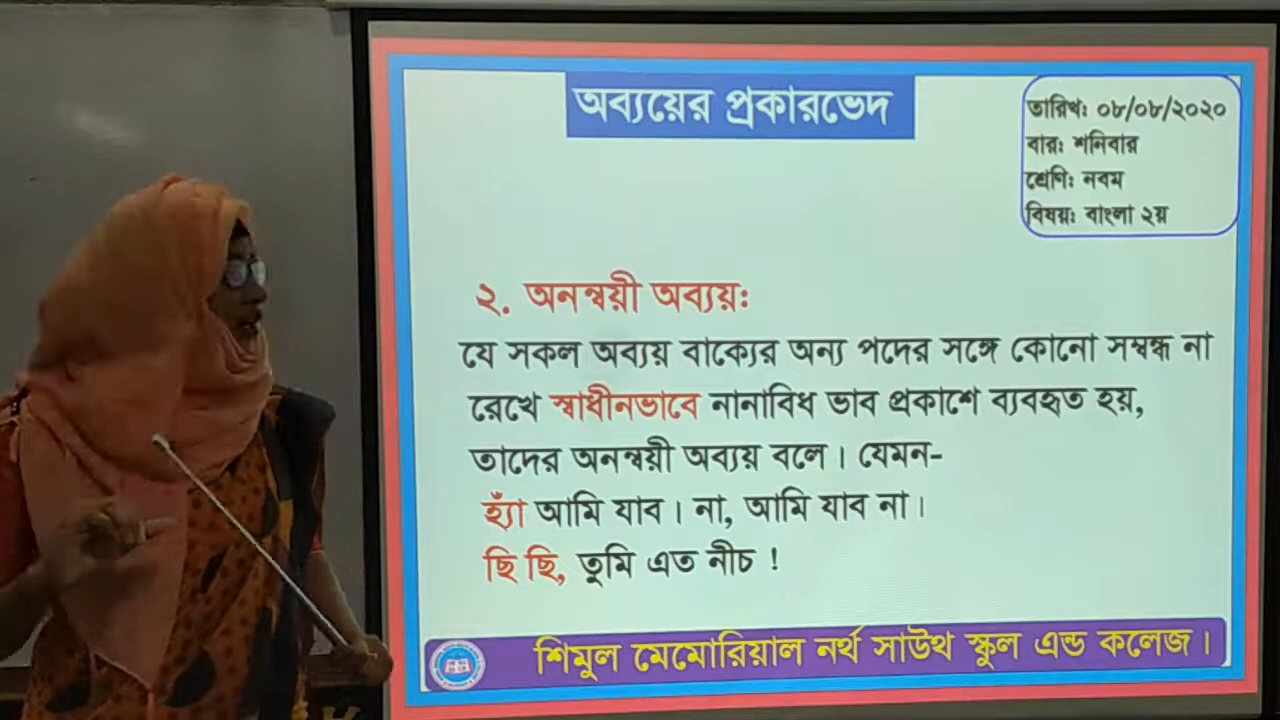 অব্যয়ের প্রকারভেদ
তারিখ: ০৮/০৮/২০২০
বার: শনিবার
শ্রেণি: নবম
বিষয়: বাংলা ২য়
২. অনন্বয়ী অব্যয়:
যে সকল অব্যয় বাক্যের অন্য পদের সঙ্গে কোনো সম্বন্ধ না
রেখে স্বাধীনভাবে নানাবিধ ভাব প্রকাশে ব্যবহৃত হয়,
তাদের অনন্বয়ী অব্যয় বলে। যেমন-
হ্যাঁ আমি যাব। না, আমি যাব না।
ছি ছি, তুমি এত নীচ !
শিমুল মেমোরিয়াল নর্থ সাউথ স্কুল এন্ড কলেজ।